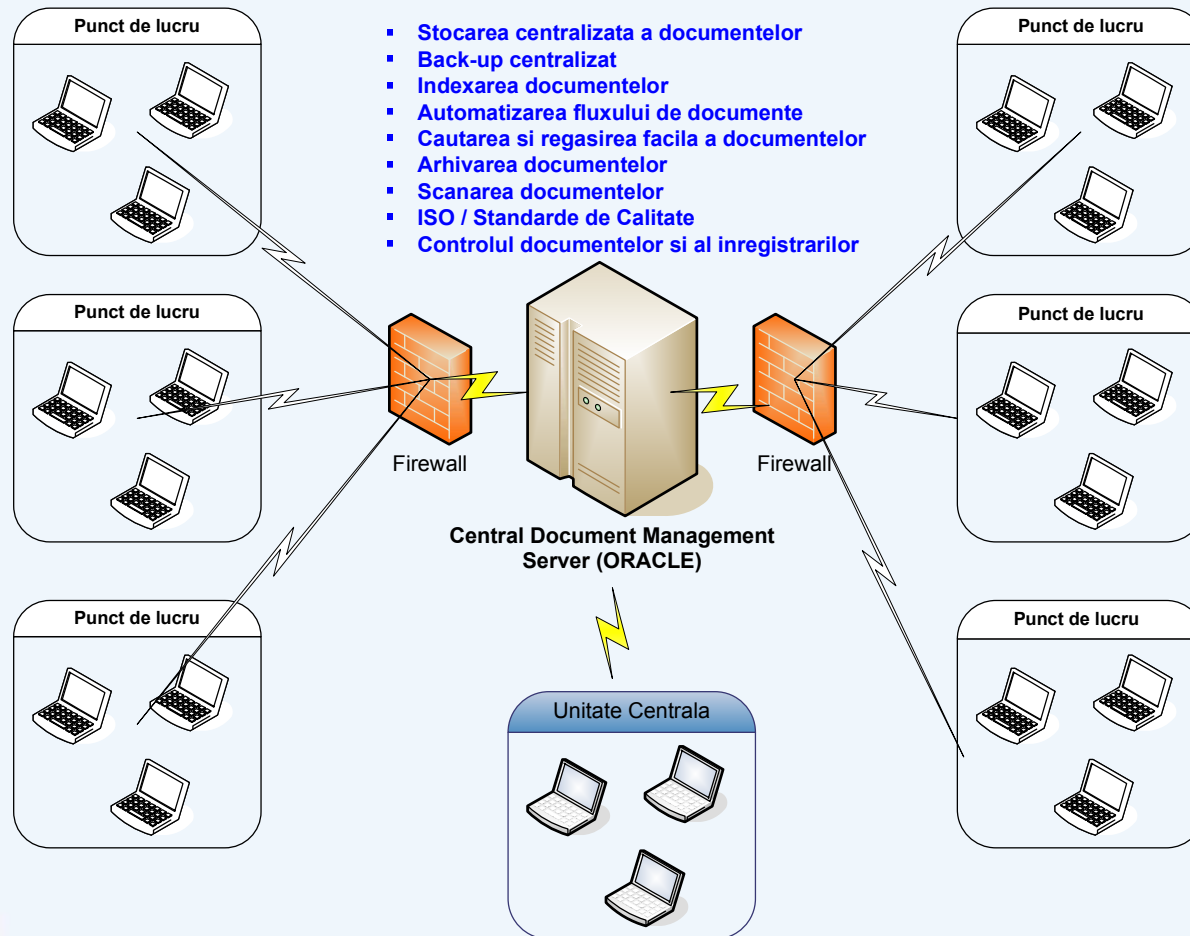 Punct de lucru
Punct de lucru
Stocarea centralizata a documentelor
Back-up centralizat
Indexarea documentelor
Automatizarea fluxului de documente
Cautarea si regasirea facila a documentelor
Arhivarea documentelor
Scanarea documentelor
ISO / Standarde de Calitate
Controlul documentelor si al inregistrarilor
Punct de lucru
Punct de lucru
Firewall
Firewall
Central Document Management
Server (ORACLE)
Punct de lucru
Punct de lucru
Unitate Centrala